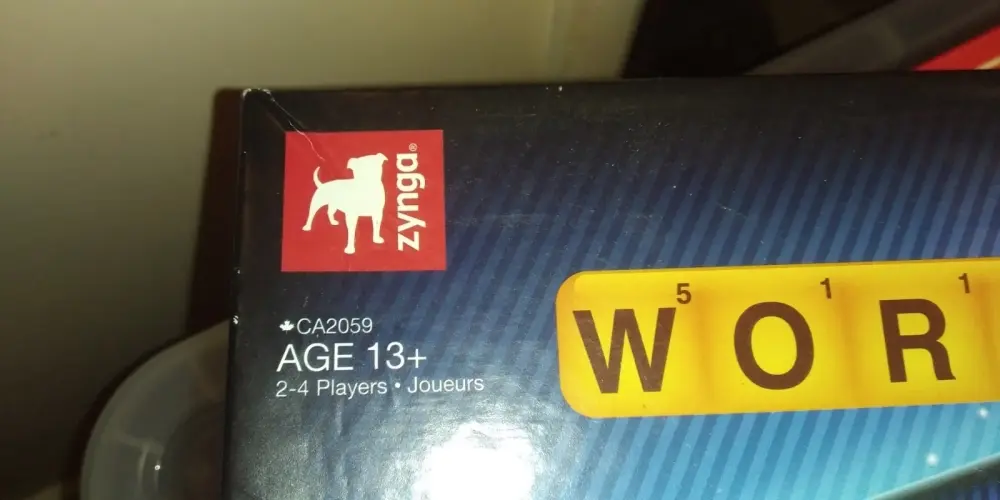 zynga®
CA2059
AGE 13+
2-4 Players • Joueurs
W5 O1 R1